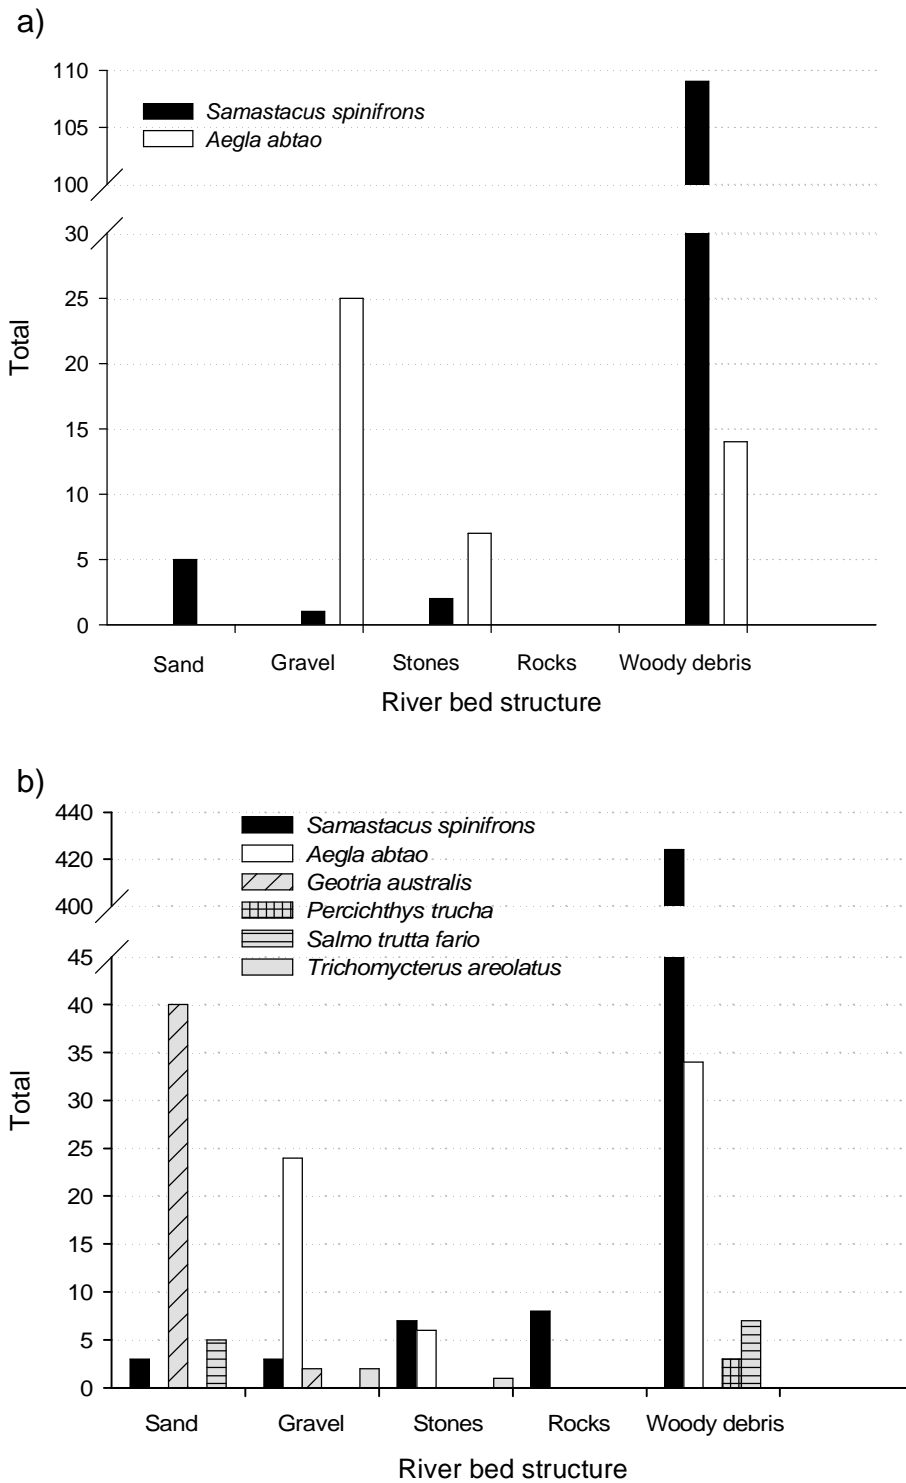 a)
110
105
100
30
25
20
15
10
5
0
Total
Samastacus spinifrons
Aegla abtao
Sand Gravel Stones Rocks Woody debris
River bed structure
b)
440
420
400
45
40
35
30
25
20
15
10
5
0
Total
Samastacus spinifrons
Aegla abtao
Geotria australis
Percichthys trucha
Salmo trutta fario
Trichomycterus areolatus
Sand Gravel Stones Rocks Woody debris
River bed structure